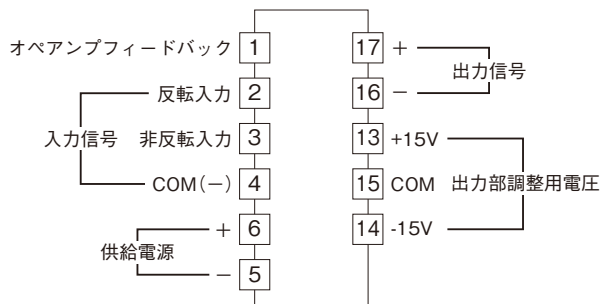 オペアンプフィードバック 1
反転入力 2
入力信号 非反転入力 3
COM(−) 4
+ 6
供給電源
− 5
17 +
出力信号
16 −
13 +15V
15 COM 出力部調整用電圧
14 -15V